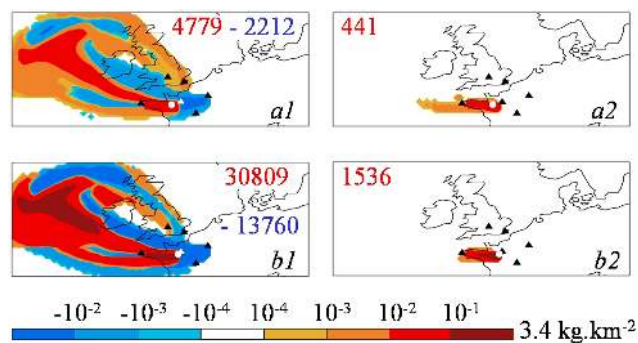 4779 - 2212
441
a1
a2
30809
1536
- 13760
b1
b2
-10⁻² -10⁻³ -10⁻⁴ 10⁻⁴ 10⁻³ 10⁻² 10⁻¹
3.4 kg.km⁻²